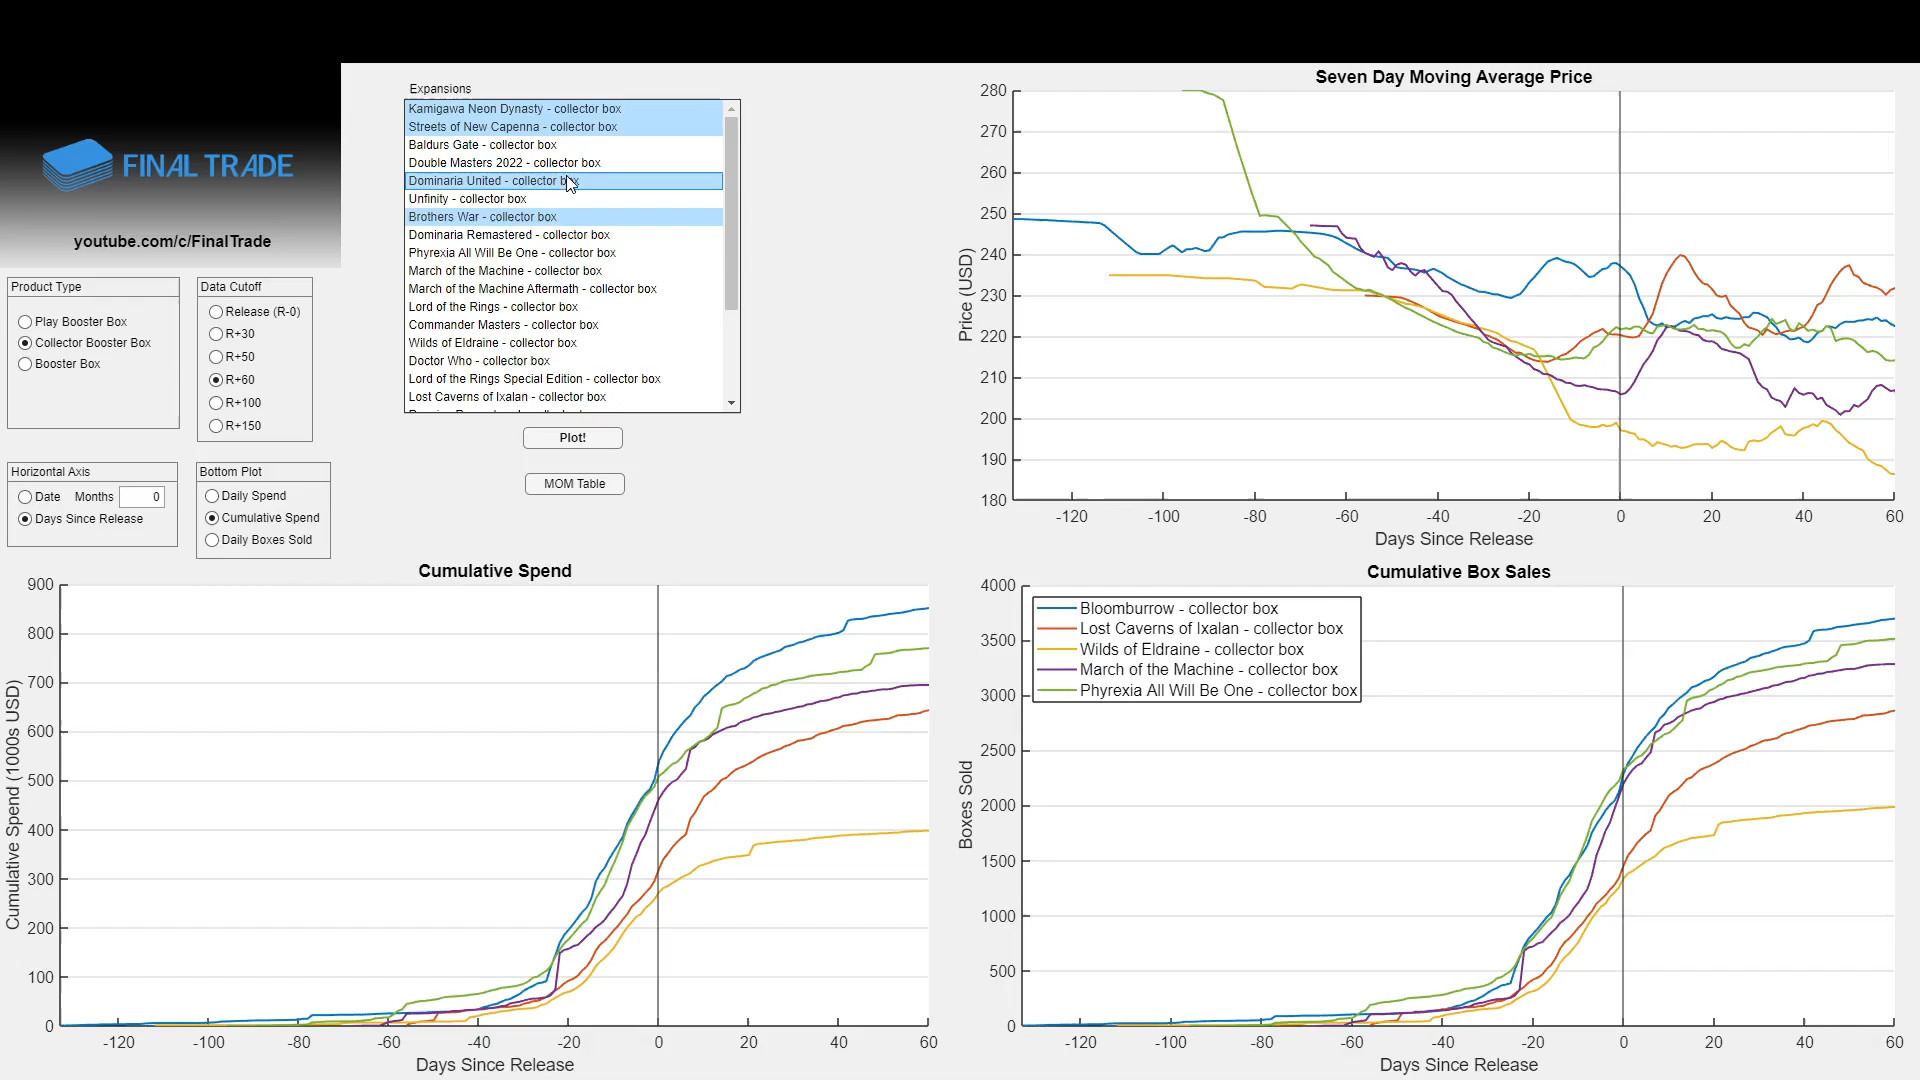 FINAL TRADE
youtube.com/c/FinalTrade
Product Type
Play Booster Box
Collector Booster Box
Booster Box
Data Cutoff
Release (R-0)
R+30
R+50
R+60
R+100
R+150
Horizontal Axis
Date Months 0
Days Since Release
Bottom Plot
Daily Spend
Cumulative Spend
Daily Boxes Sold
Expansions
Kamigawa Neon Dynasty - collector box
Streets of New Capenna - collector box
Baldurs Gate - collector box
Double Masters 2022 - collector box
Dominaria United - collector box
Unfinity - collector box
Brothers War - collector box
Dominaria Remastered - collector box
Phyrexia All Will Be One - collector box
March of the Machine - collector box
March of the Machine Aftermath - collector box
Lord of the Rings - collector box
Commander Masters - collector box
Wilds of Eldraine - collector box
Doctor Who - collector box
Lord of the Rings Special Edition - collector box
Lost Caverns of Ixalan - collector box
Plot!
MOM Table
Seven Day Moving Average Price
280
270
260
250
240
230
220
210
200
190
180
Price (USD)
-120 -100 -80 -60 -40 -20 0 20 40 60
Days Since Release
Cumulative Spend
900
800
700
600
500
400
300
200
100
0
Cumulative Spend (1000s USD)
-120 -100 -80 -60 -40 -20 0 20 40 60
Days Since Release
Cumulative Box Sales
4000
3500
3000
2500
2000
1500
1000
500
0
Boxes Sold
Bloomburrow - collector box
Lost Caverns of Ixalan - collector box
Wilds of Eldraine - collector box
March of the Machine - collector box
Phyrexia All Will Be One - collector box
-120 -100 -80 -60 -40 -20 0 20 40 60
Days Since Release